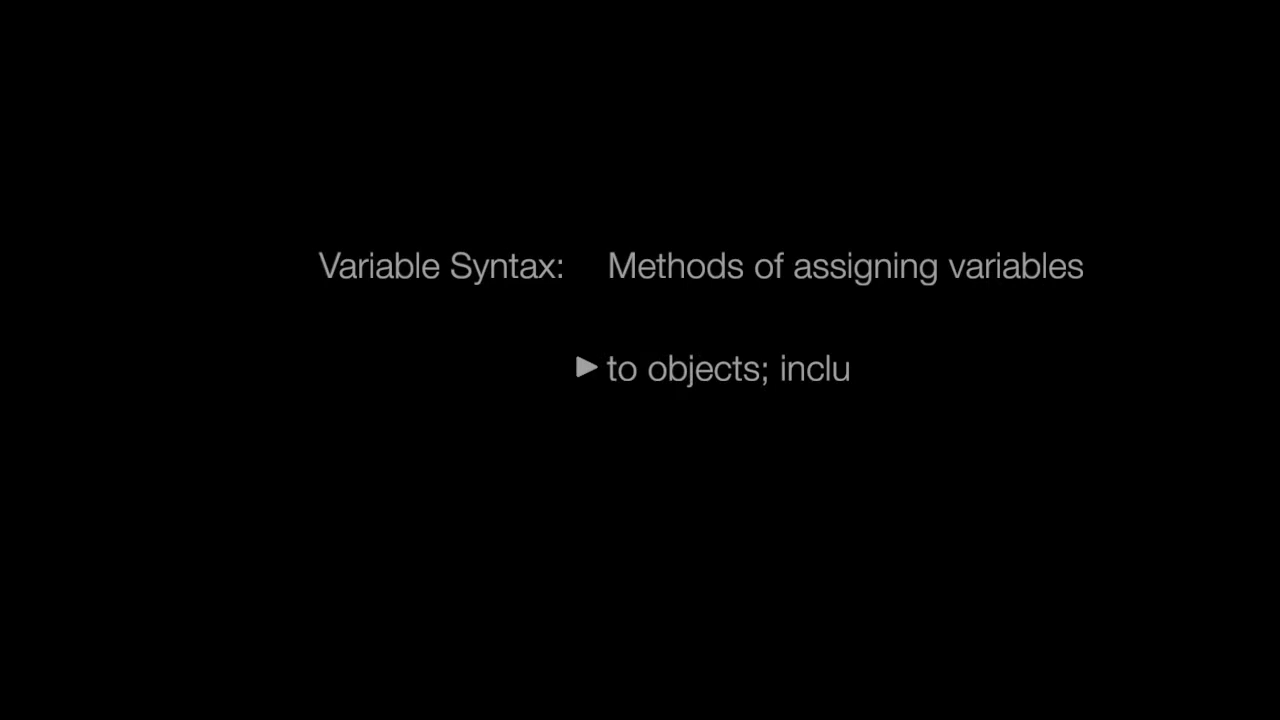 Variable Syntax: Methods of assigning variables
to objects; inclu